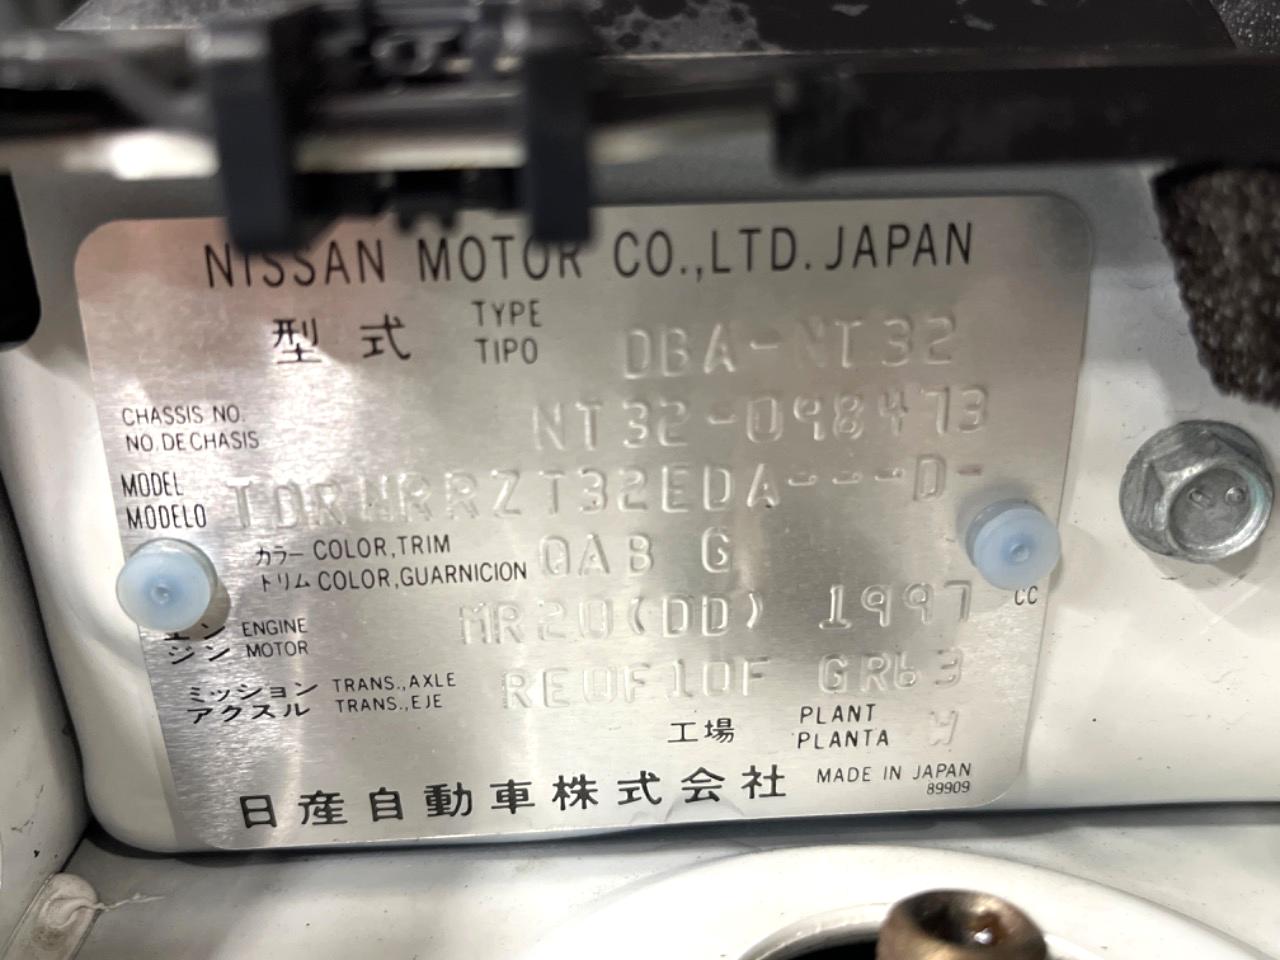 NISSAN MOTOR CO.,LTD. JAPAN
型 式 TYPE TIPO DBA-NT32
CHASSIS NO. NO. DE CHASIS NT32-098473
MODEL MODELO TDRNRRZT32EDA---D-
カラー COLOR,TRIM トリム COLOR,GUARNICION QAB G
エン ENGINE ジン MOTOR MR20(DD) 1997 CC
ミッション TRANS.,AXLE アクスル TRANS.,EJE RE0F10F GR63
工場 PLANT PLANTA W
日産自動車株式会社 MADE IN JAPAN
89909